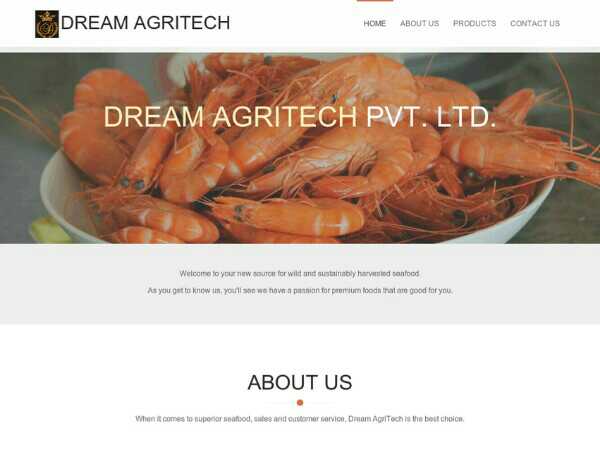 DREAM AGRITECH
HOME ABOUT US PRODUCTS CONTACT US
DREAM AGRITECH PVT. LTD.
Welcome to your new source for wild and sustainably harvested seafood.
As you get to know us, you'll see we have a passion for premium foods that are good for you.
ABOUT US
When it comes to superior seafood, sales and customer service, Dream AgriTech is the best choice.